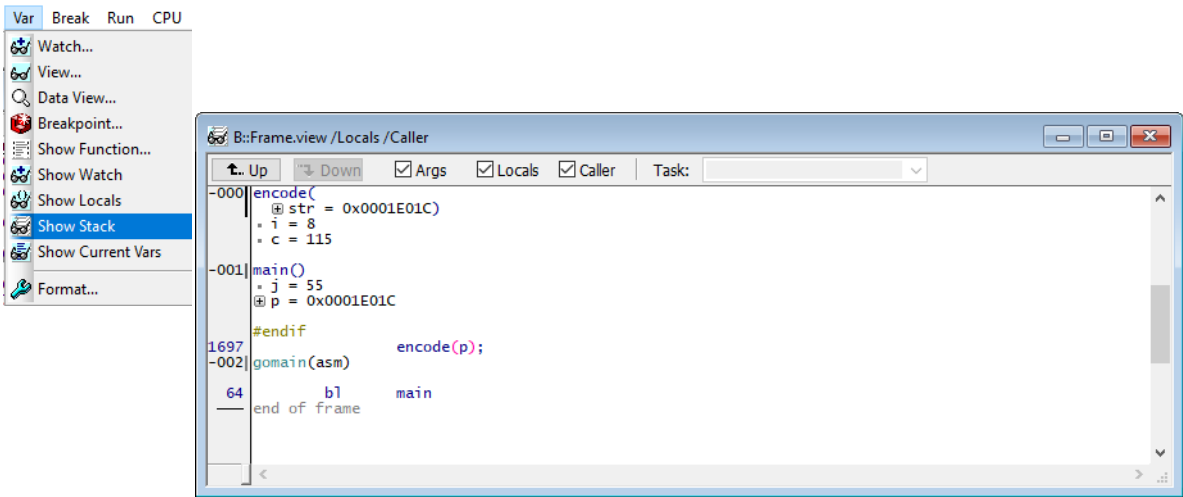 Var Break Run CPU
Watch...
View...
Data View...
Breakpoint...
Show Function...
Show Watch
Show Locals
Show Stack
Show Current Vars
Format...
B::Frame.view /Locals /Caller
Up Down Args Locals Caller Task:
-000 encode(
str = 0x0001E01C)
i = 8
c = 115
-001 main()
j = 55
p = 0x0001E01C
#endif
1697 encode(p);
-002 gomain(asm)
64 bl main
end of frame